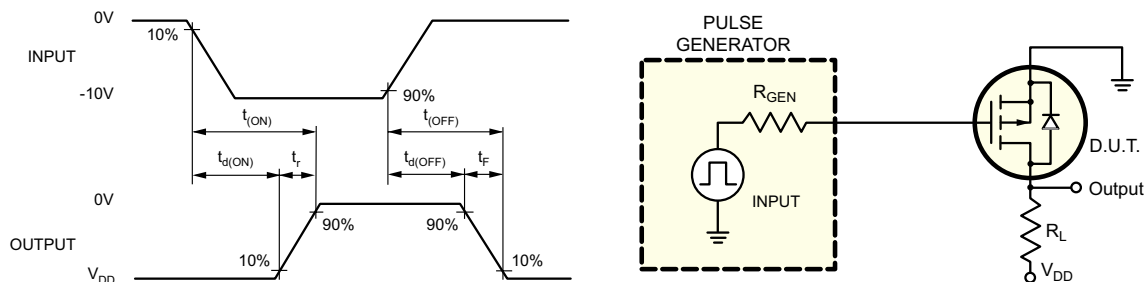 0V
10%
INPUT
-10V
90%
t(ON)
t(OFF)
td(ON)
tr
td(OFF)
tF
0V
90%
90%
OUTPUT
10%
10%
VDD
PULSE
GENERATOR
RGEN
INPUT
D.U.T.
Output
RL
VDD